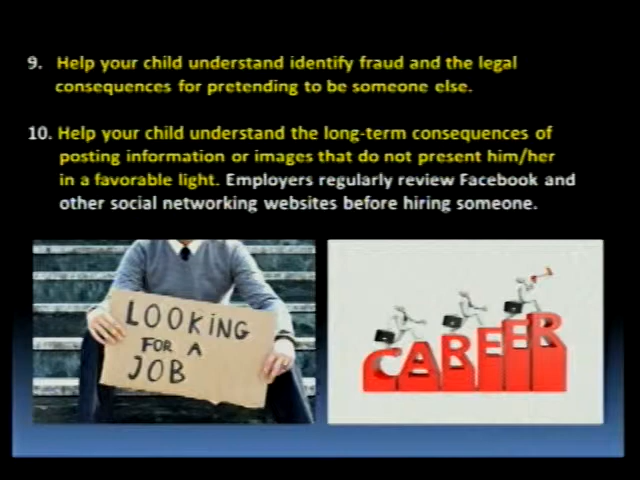 9. Help your child understand identify fraud and the legal
consequences for pretending to be someone else.
10. Help your child understand the long-term consequences of
posting information or images that do not present him/her
in a favorable light. Employers regularly review Facebook and
other social networking websites before hiring someone.
LOOKiNG
FOR A
JOB
CAREER